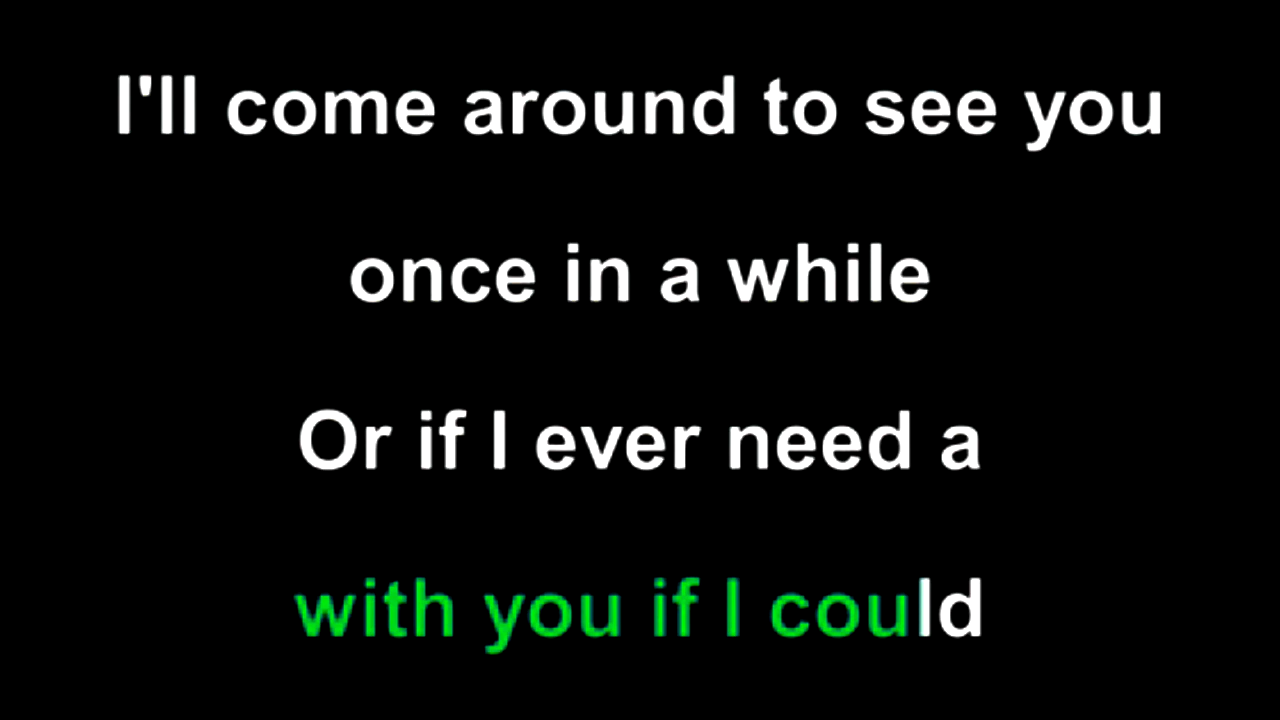 I'll come around to see you
once in a while
Or if I ever need a
with you if I could